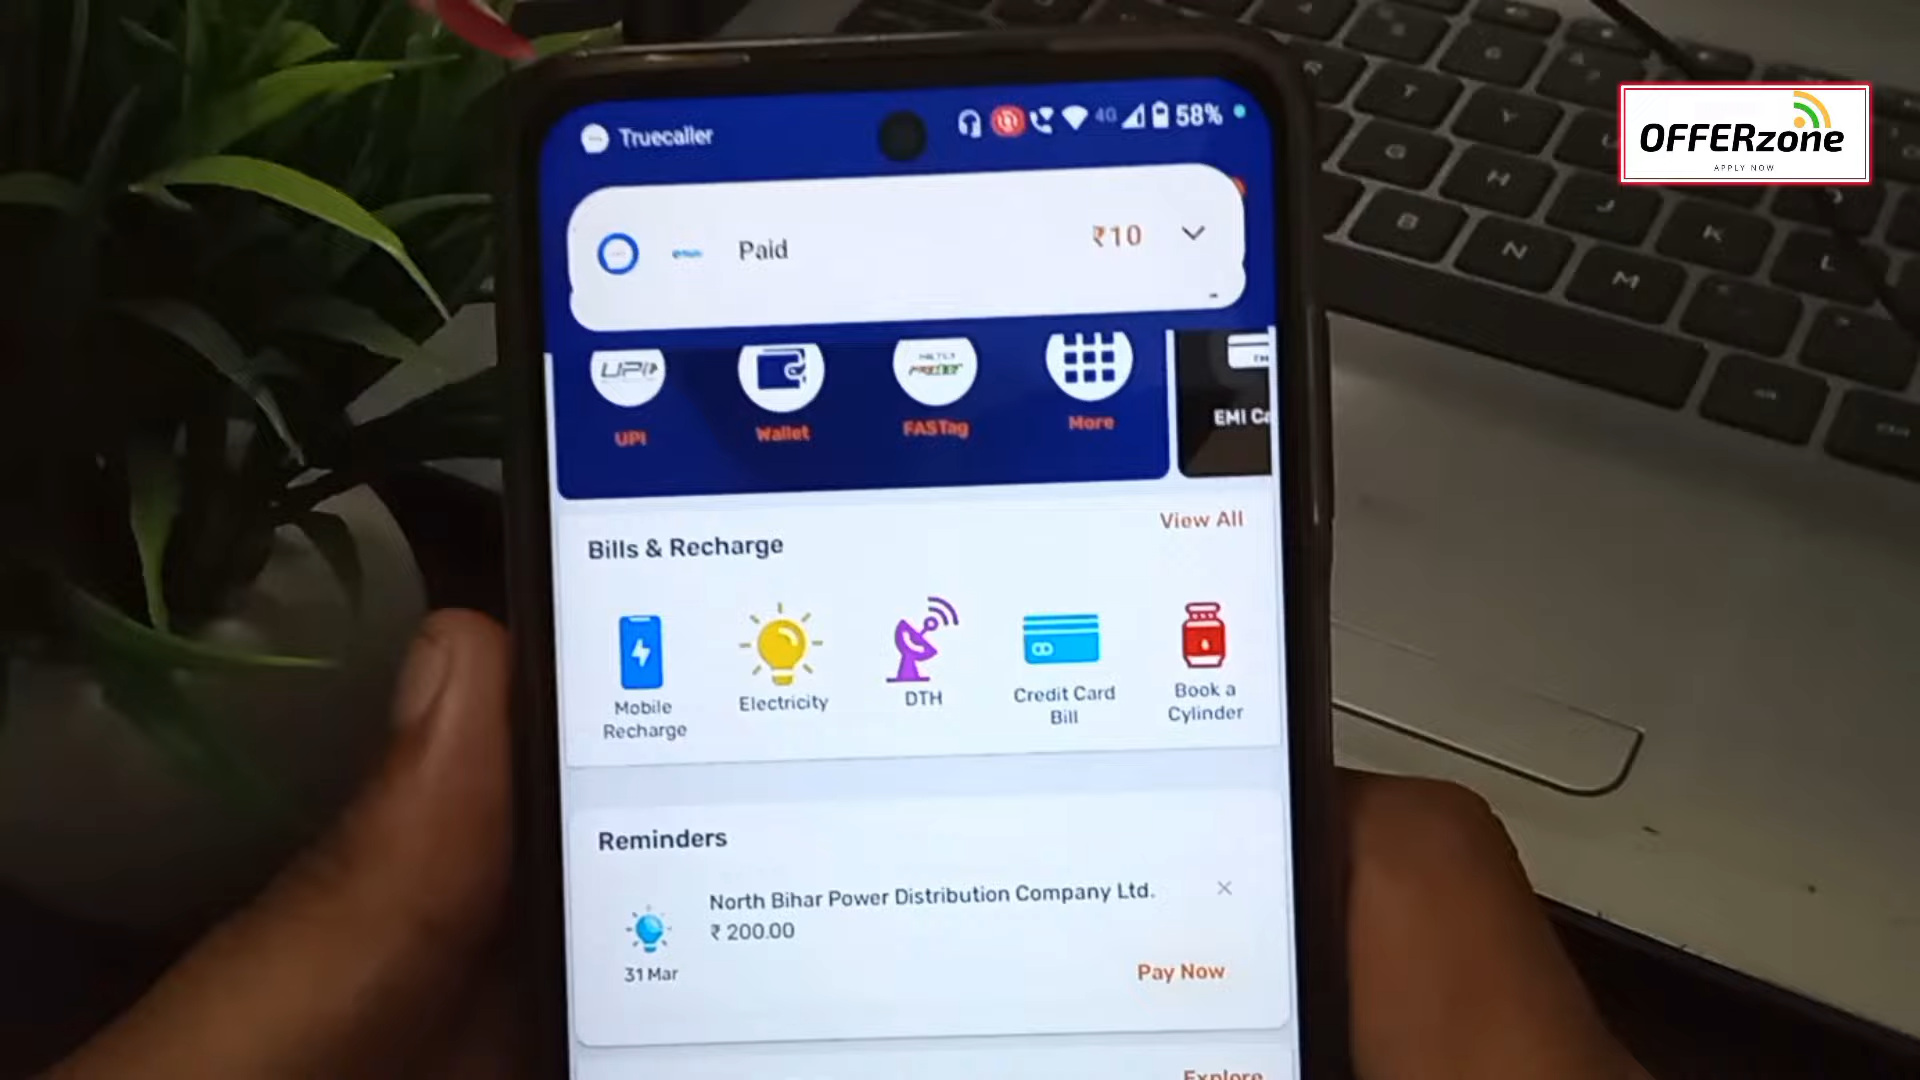 Truecaller
4G
58%
Paid
₹10
UPI
UPI
Wallet
FASTag
More
EMI Ca
Bills & Recharge
View All
Mobile
Recharge
Electricity
DTH
Credit Card
Bill
Book a
Cylinder
Reminders
North Bihar Power Distribution Company Ltd.
₹ 200.00
31 Mar
Pay Now
Explore
OFFERzone
APPLY NOW
T
Y
G
H
J
K
L
B
N
M